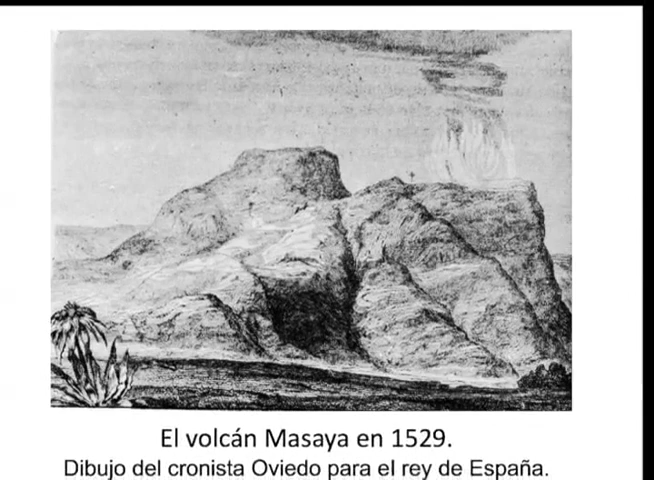 El volcán Masaya en 1529.
Dibujo del cronista Oviedo para el rey de España.